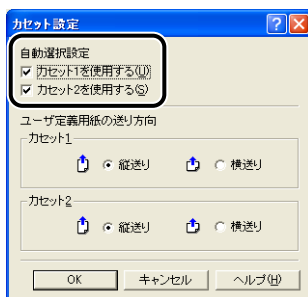 カセット設定
自動選択設定
カセット1を使用する(U)
カセット2を使用する(S)
ユーザ定義用紙の送り方向
カセット1
縦送り 横送り
カセット2
縦送り 横送り
OK キャンセル ヘルプ(H)